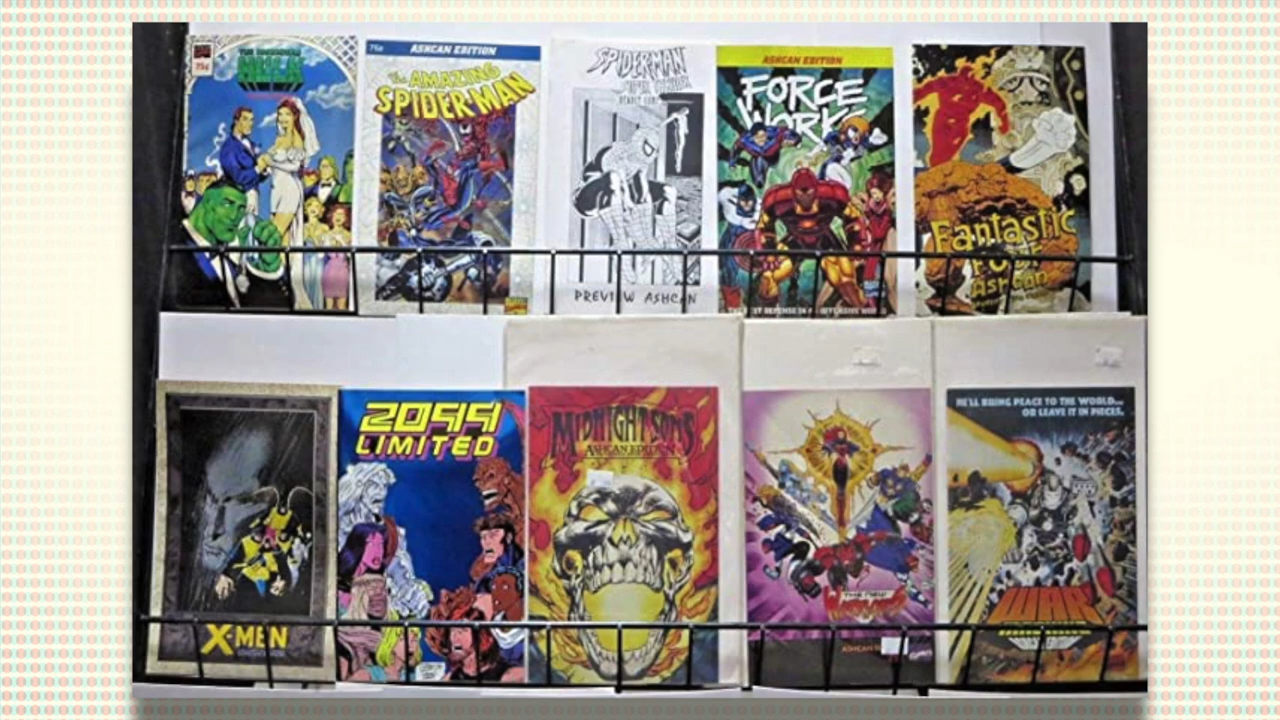 THE INCREDIBLE
HULK
75¢
75¢
ASHCAN EDITION
The AMAZING
SPIDER-MAN
SPIDER-MAN
PREVIEW ASHCAN
ASHCAN EDITION
FORCE
WORKS
Fantastic
FOUR
Ashcan
X-MEN
2099
LIMITED
MIDNIGHT SONS
ASHCAN EDITION
THE NEW
WARRIORS
ASHCAN
HE'LL BRING PEACE TO THE WORLD...
OR LEAVE IT IN PIECES.
WAR